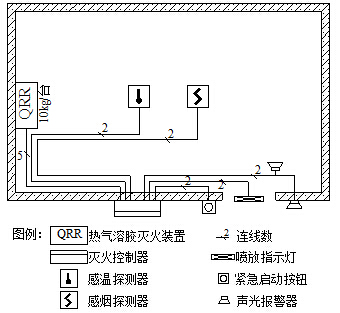 QRR
10kg/台
2
2
5
2
2
2
图例：
QRR 热气溶胶灭火装置
2 连线数
灭火控制器
喷放指示灯
感温探测器
紧急启动按钮
感烟探测器
声光报警器